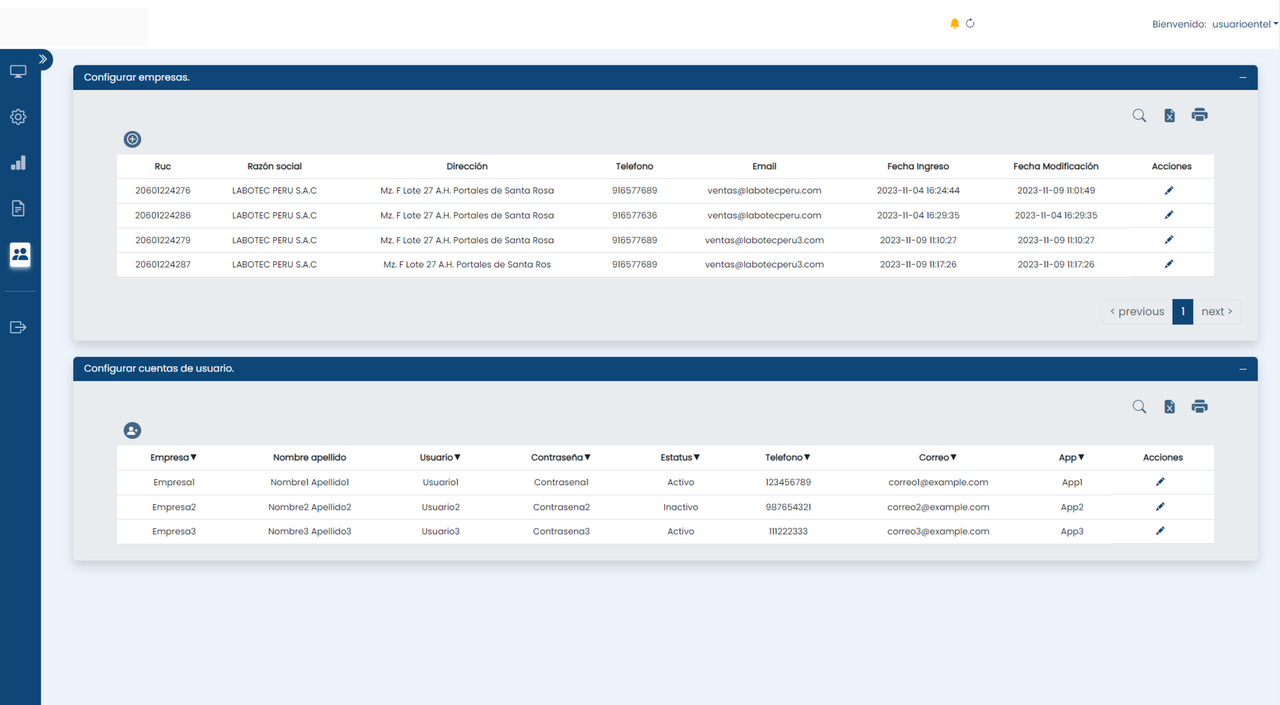 Bienvenido: usuarioentel
Configurar empresas.
Ruc Razón social Dirección Telefono Email Fecha Ingreso Fecha Modificación Acciones
20601224276 LABOTEC PERU S.A.C Mz. F Lote 27 A.H. Portales de Santa Rosa 916577689 ventas@labotecperu.com 2023-11-04 16:24:44 2023-11-09 11:01:49
20601224286 LABOTEC PERU S.A.C Mz. F Lote 27 A.H. Portales de Santa Rosa 916577636 ventas@labotecperu.com 2023-11-04 16:29:35 2023-11-04 16:29:35
20601224279 LABOTEC PERU S.A.C Mz. F Lote 27 A.H. Portales de Santa Rosa 916577689 ventas@labotecperu3.com 2023-11-09 11:10:27 2023-11-09 11:10:27
20601224287 LABOTEC PERU S.A.C Mz. F Lote 27 A.H. Portales de Santa Ros 916577689 ventas@labotecperu3.com 2023-11-09 11:17:26 2023-11-09 11:17:26
< previous 1 next >
Configurar cuentas de usuario.
Empresa▼ Nombre apellido Usuario▼ Contraseña▼ Estatus▼ Telefono▼ Correo▼ App▼ Acciones
Empresa1 Nombre1 Apellido1 Usuario1 Contrasena1 Activo 123456789 correo1@example.com App1
Empresa2 Nombre2 Apellido2 Usuario2 Contrasena2 Inactivo 987654321 correo2@example.com App2
Empresa3 Nombre3 Apellido3 Usuario3 Contrasena3 Activo 111222333 correo3@example.com App3